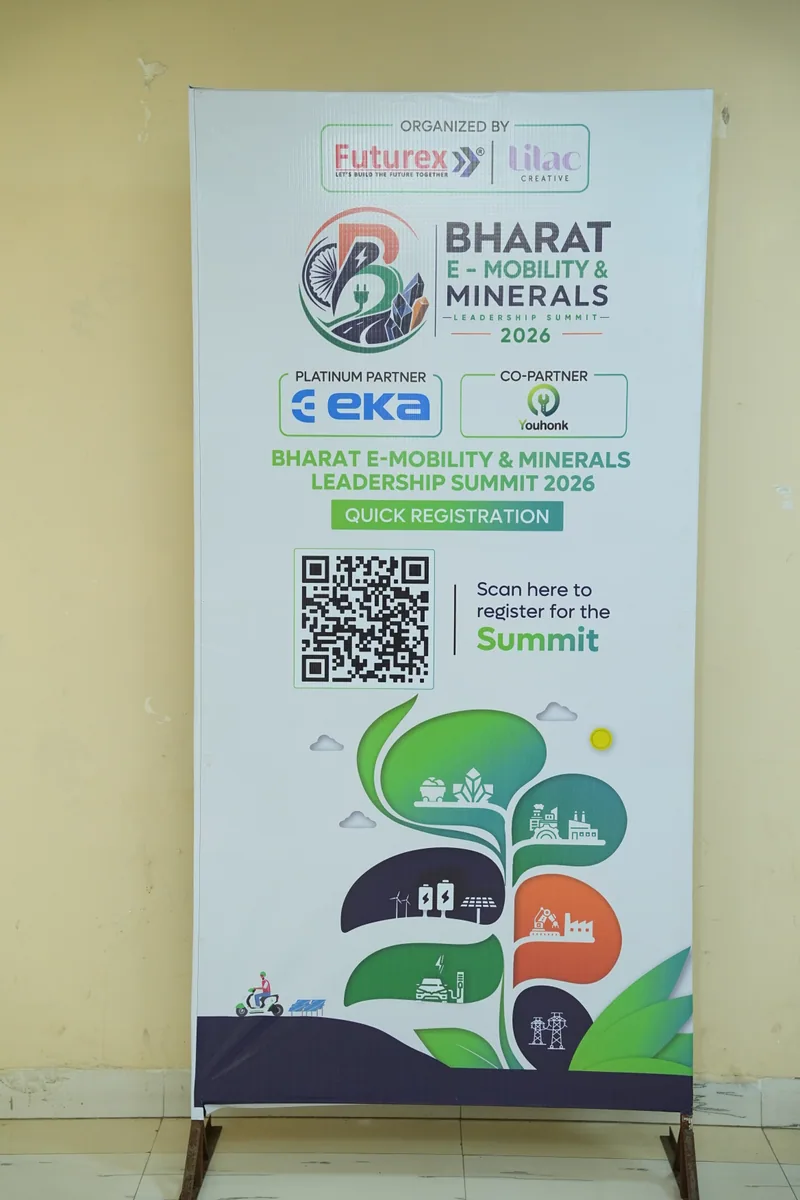 ORGANIZED BY
Futurex ®
LET'S BUILD THE FUTURE TOGETHER
Lilac
CREATIVE
BHARAT
E - MOBILITY &
MINERALS
LEADERSHIP SUMMIT
2026
PLATINUM PARTNER
eka
CO-PARTNER
Youhonk
BHARAT E-MOBILITY & MINERALS
LEADERSHIP SUMMIT 2026
QUICK REGISTRATION
Scan here to
register for the
Summit